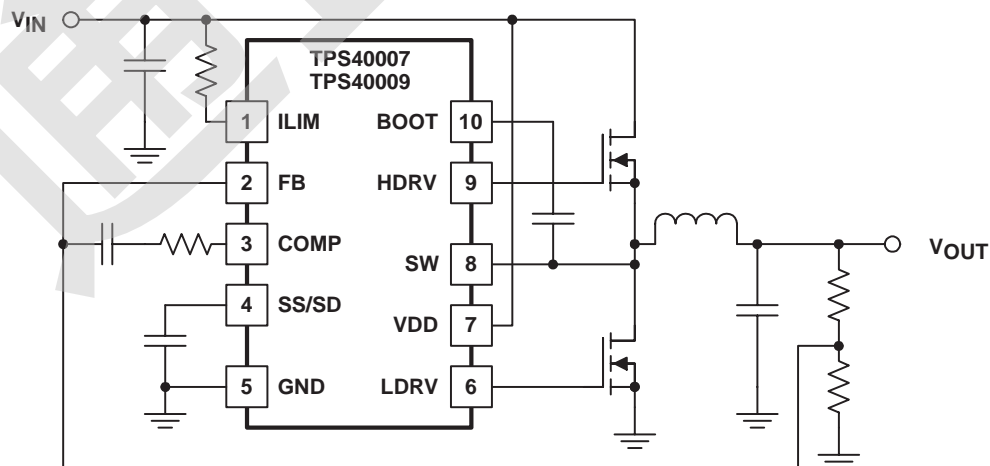 VIN
TPS40007
TPS40009
1 ILIM
BOOT 10
2 FB
HDRV 9
3 COMP
SW 8
VOUT
4 SS/SD
VDD 7
5 GND
LDRV 6